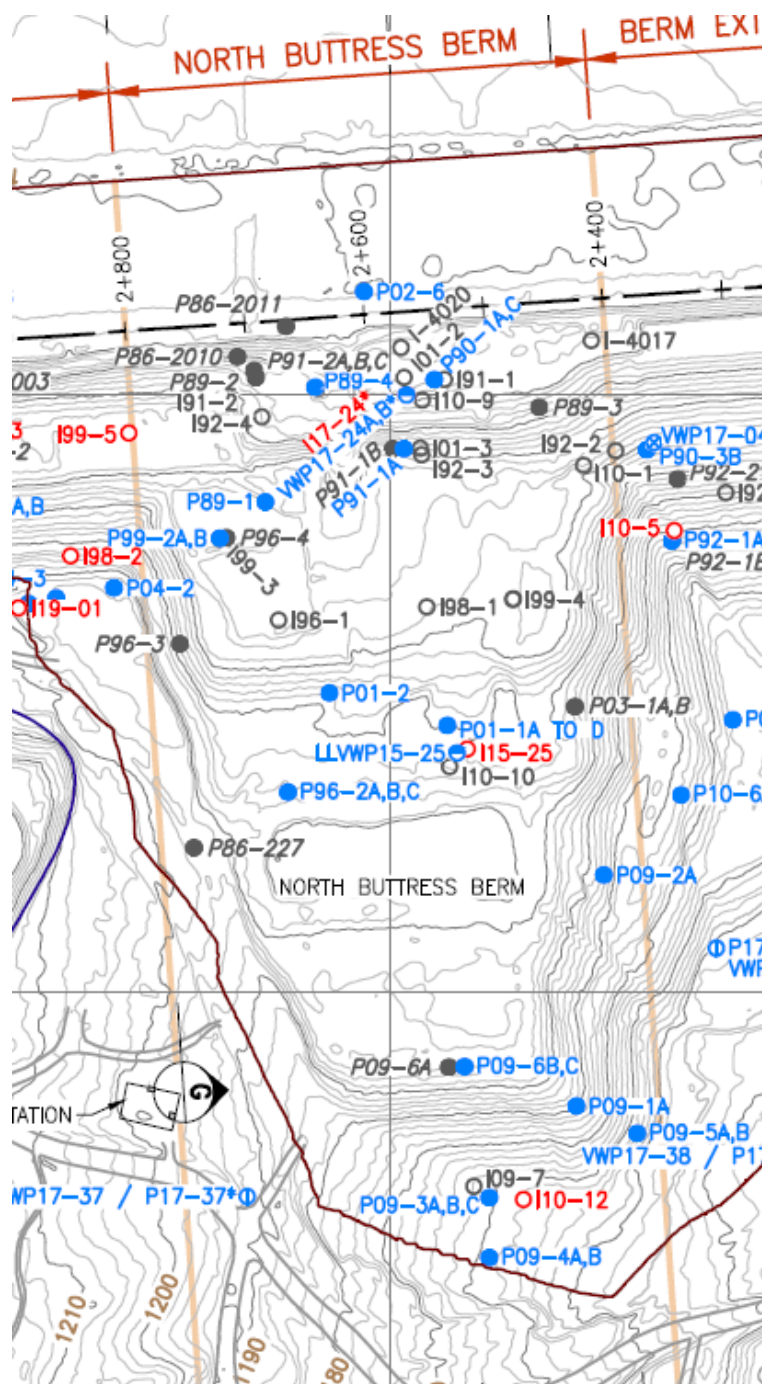 NORTH BUTTRESS BERM
BERM EXT
2+800
2+600
2+400
P02-6
P86-2011
I-4020
I01-2
P90-1A,C
I-4017
P86-2010
P91-2A,B,C
P89-2
P89-4
I91-1
2003
I91-2
I92-4
I17-24*
VWP17-24A,B*
I10-9
P89-3
I99-5
I01-3
I92-3
P91-1B
P91-1A
I92-2
I10-1
VWP17-04
P90-3B
P92-2
I92
P89-1
A,B
P99-2A,B
P96-4
I99-3
I10-5
P92-1A
P92-1B
I98-2
P04-2
I19-01
I96-1
I98-1
I99-4
P96-3
P01-2
P03-1A,B
P01-1A TO D
LLVWP15-25
I15-25
I10-10
P96-2A,B,C
P10-6
P86-227
NORTH BUTTRESS BERM
P09-2A
P17
VWP
P09-6A
P09-6B,C
G
TATION
P09-1A
P09-5A,B
VWP17-38 / P17
WP17-37 / P17-37*
I09-7
P09-3A,B,C
I10-12
P09-4A,B
1210
1200
1190
1180